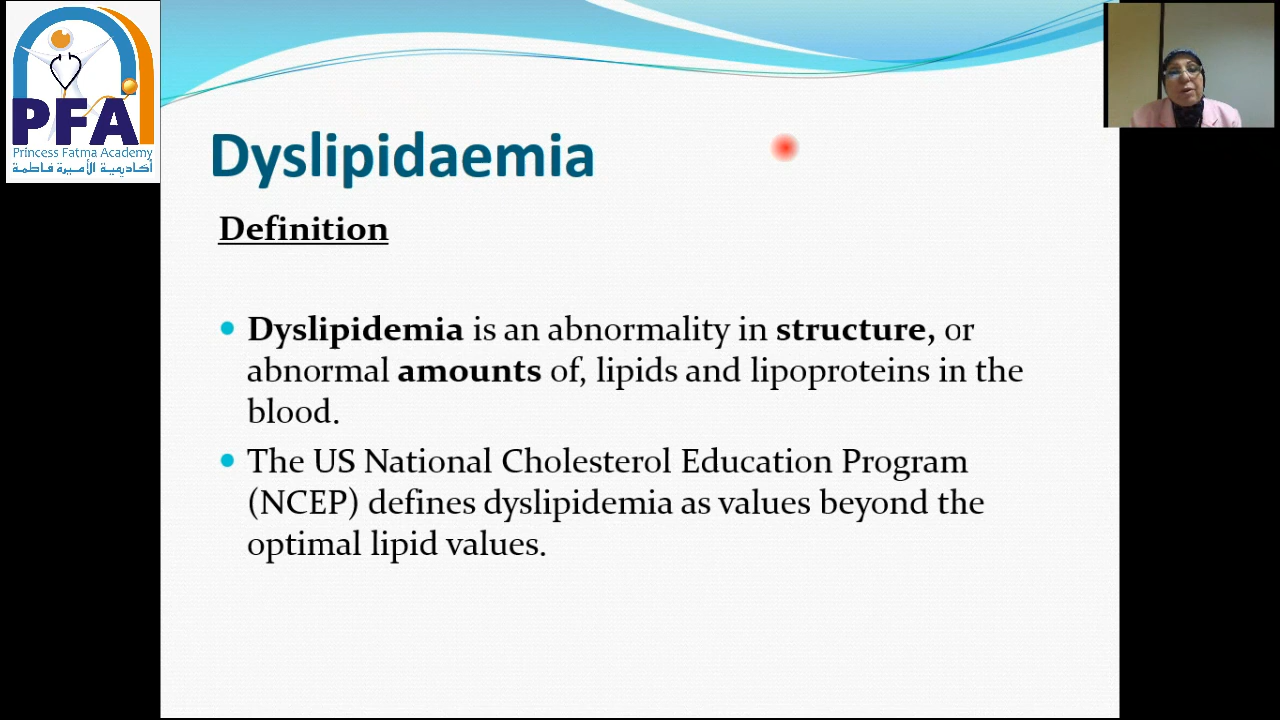 PFA
Princess Fatma Academy
أكاديمية الأميرة فاطمة
Dyslipidaemia
Definition
Dyslipidemia is an abnormality in structure, or
abnormal amounts of, lipids and lipoproteins in the
blood.
The US National Cholesterol Education Program
(NCEP) defines dyslipidemia as values beyond the
optimal lipid values.